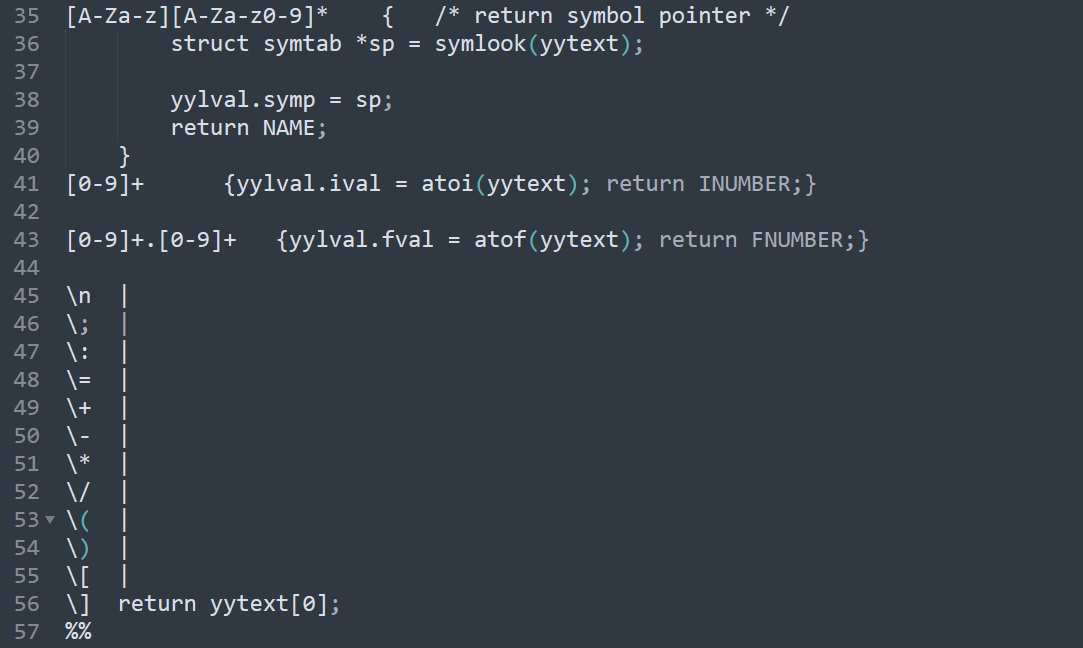 35 [A-Za-z][A-Za-z0-9]*    {   /* return symbol pointer */
36         struct symtab *sp = symlook(yytext);
37
38         yylval.symp = sp;
39         return NAME;
40     }
41 [0-9]+      {yylval.ival = atoi(yytext); return INUMBER;}
42
43 [0-9]+.[0-9]+   {yylval.fval = atof(yytext); return FNUMBER;}
44
45 \n  |
46 \;  |
47 \:  |
48 \=  |
49 \+  |
50 \-  |
51 \*  |
52 \/  |
53 \(  |
54 \)  |
55 \[  |
56 \]  return yytext[0];
57 %%